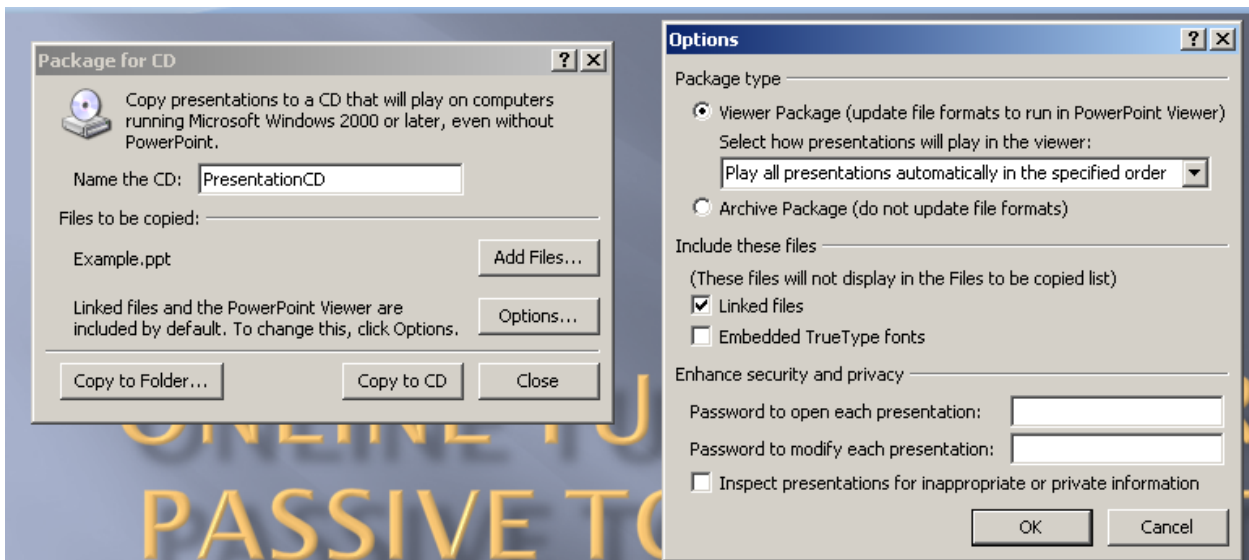 Package for CD
Copy presentations to a CD that will play on computers
running Microsoft Windows 2000 or later, even without
PowerPoint.
Name the CD: PresentationCD
Files to be copied:
Example.ppt
Add Files...
Linked files and the PowerPoint Viewer are
included by default. To change this, click Options.
Options...
Copy to Folder...
Copy to CD
Close
Options
Package type
Viewer Package (update file formats to run in PowerPoint Viewer)
Select how presentations will play in the viewer:
Play all presentations automatically in the specified order
Archive Package (do not update file formats)
Include these files
(These files will not display in the Files to be copied list)
Linked files
Embedded TrueType fonts
Enhance security and privacy
Password to open each presentation:
Password to modify each presentation:
Inspect presentations for inappropriate or private information
OK
Cancel
ONLINE
PASSIVE